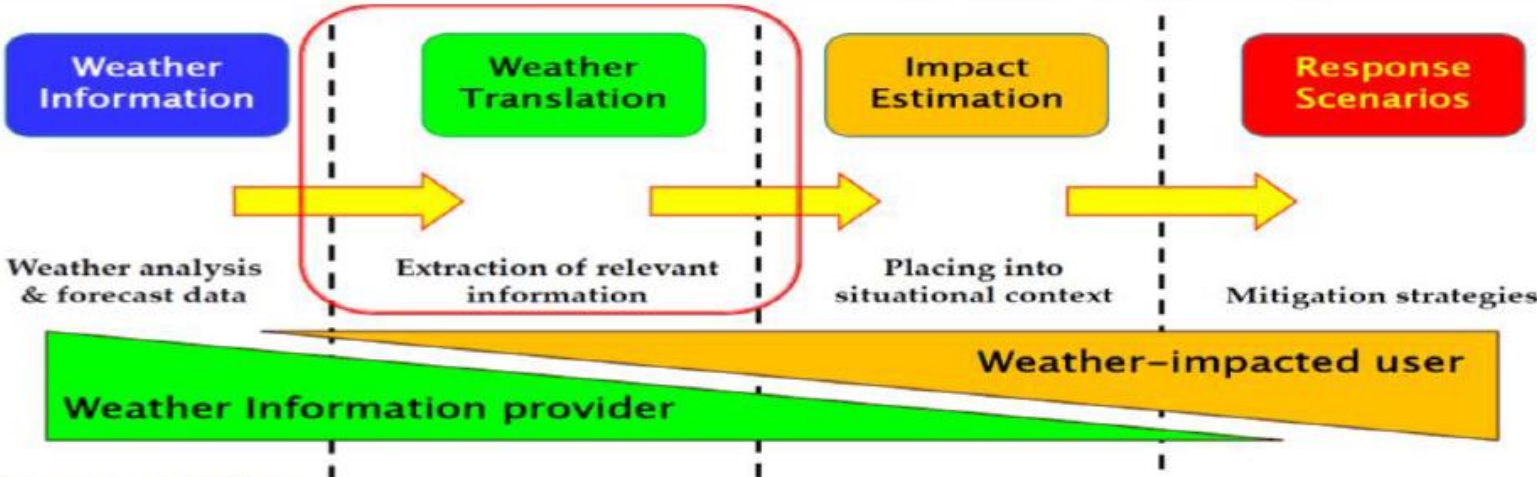 Weather
Information
Weather
Translation
Impact
Estimation
Response
Scenarios
Weather analysis
& forecast data
Extraction of relevant
information
Placing into
situational context
Mitigation strategies
Weather-impacted user
Weather Information provider